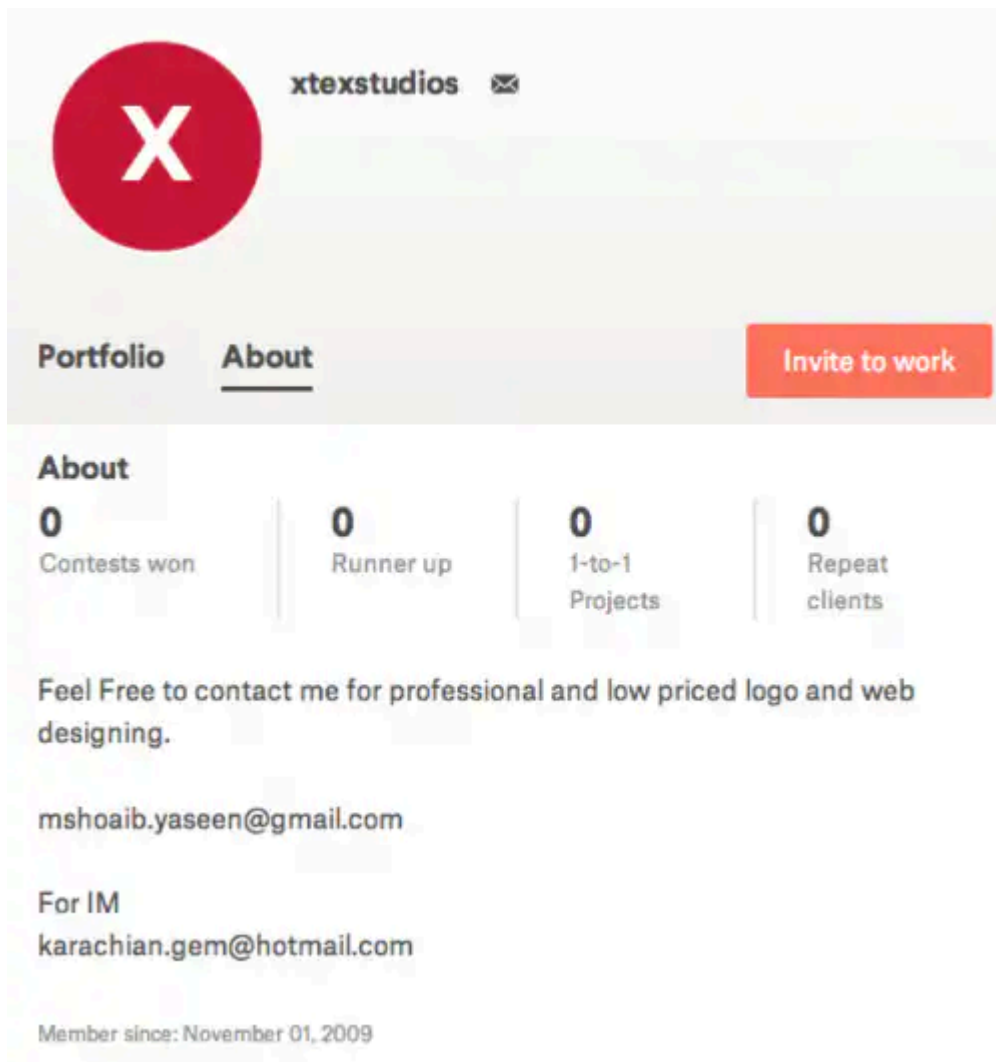 X
xtexstudios
Portfolio About
Invite to work
About
0 0 0 0
Contests won Runner up 1-to-1 Repeat
Projects clients
Feel Free to contact me for professional and low priced logo and web
designing.
mshoaib.yaseen@gmail.com
For IM
karachian.gem@hotmail.com
Member since: November 01, 2009